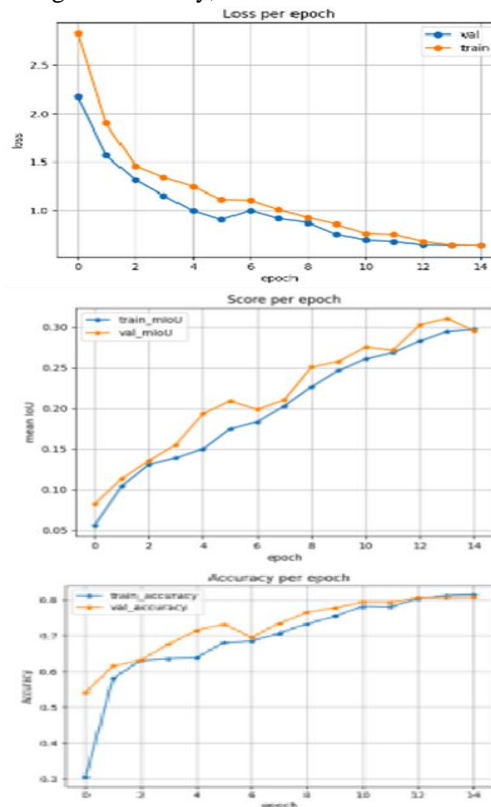 Loss per epoch
val
train
2.5
2.0
1.5
1.0
loss
0 2 4 6 8 10 12 14
epoch
Score per epoch
train_mIoU
val_mIoU
0.30
0.25
0.20
0.15
0.10
0.05
mean IoU
0 2 4 6 8 10 12 14
epoch
Accuracy per epoch
train_accuracy
val_accuracy
0.8
0.7
0.6
0.5
0.4
0.3
Accuracy
0 2 4 6 8 10 12 14
epoch